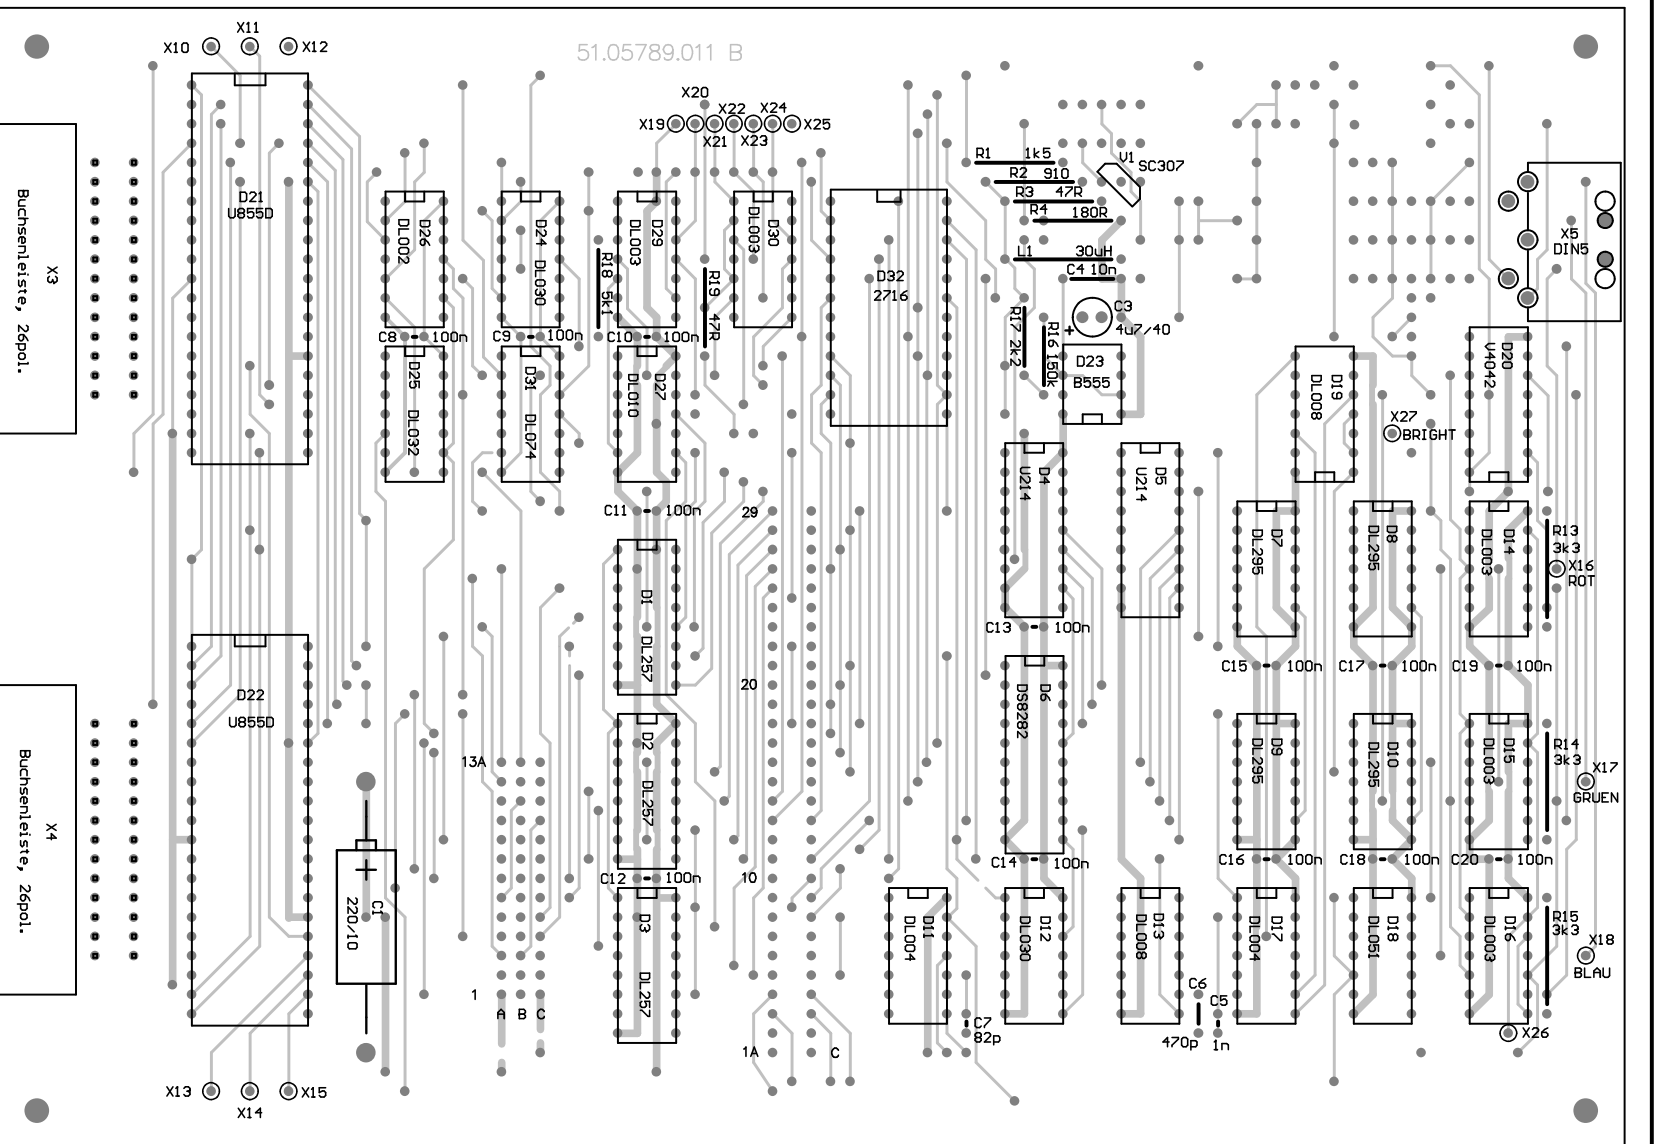 51.05789.011 B
X10
X11
X12
X20
X22
X24
X19
X21
X23
X25
D21
U855D
Buchsenleiste, 26pol.
X3
D26
DL002
D24
DL030
D29
DL003
D30
DL003
R18 5k1
R19 47R
D32
2716
R1 1k5
R2 910
R3 47R
R4 180R
V1
SC307
L1 30uH
C4 10n
C3
+
4u7/40
R17 2k2
R16 150k
D23
B555
X5
DIN5
C8 100n
C9 100n
C10 100n
D25
DL032
D31
DL074
D27
DL010
D19
DL008
D20
V4042
X27
BRIGHT
D4
U214
D5
U214
C11 100n
29
D7
DL295
D8
DL295
D14
DL003
R13
3k3
X16
ROT
D1
DL257
C13 100n
C15 100n
C17 100n
C19 100n
20
D22
U855D
Buchsenleiste, 26pol.
X4
D6
DS8282
D2
DL257
13A
D9
DL295
D10
DL295
D15
DL003
R14
3k3
X17
GRUEN
+
C1
220/10
C12 100n
10
C14 100n
C16 100n
C18 100n
C20 100n
D3
DL257
D11
DL004
D12
DL030
D13
DL008
D17
DL004
D18
DL051
D16
DL003
R15
3k3
X18
BLAU
1
A B C
C6
470p
C5
1n
C7
82p
1A
C
X26
X13
X14
X15